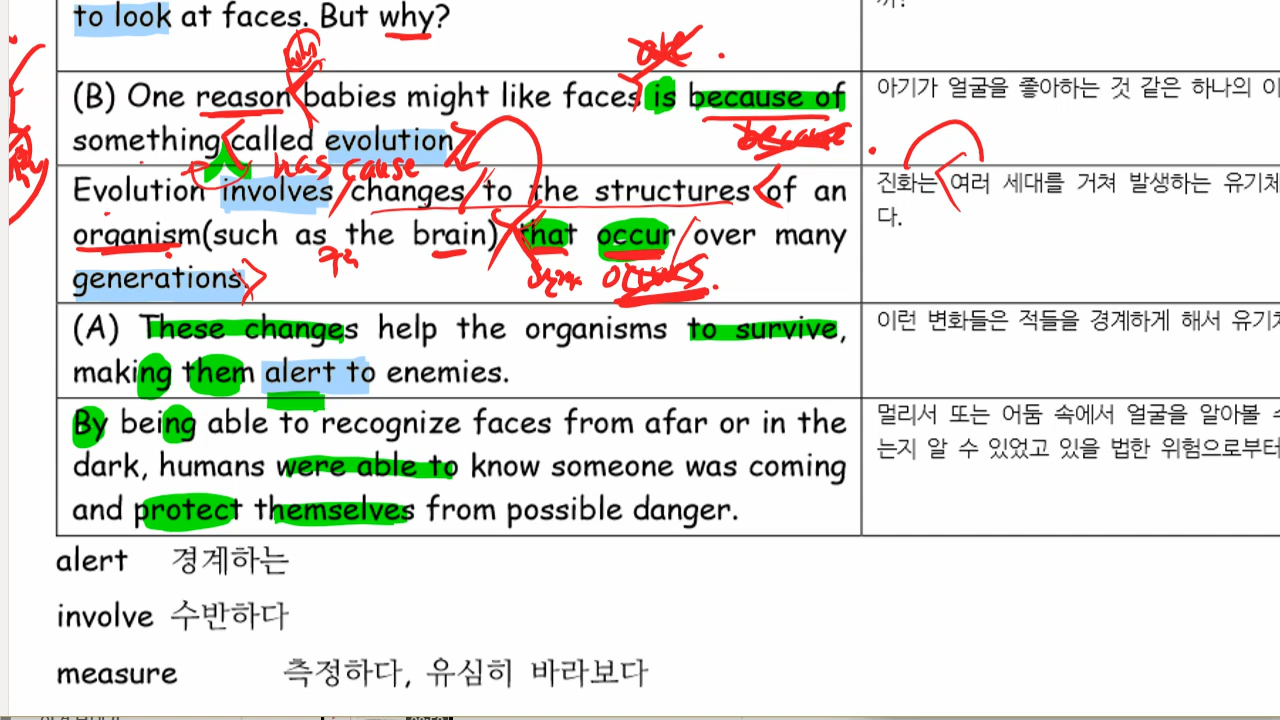 to look at faces. But why?
(B) One reason babies might like faces is because of
something called evolution.
because
has cause
Evolution involves changes to the structures of an
organism(such as the brain) that occur over many
generations.
occurs
(A) These changes help the organisms to survive,
making them alert to enemies.
By being able to recognize faces from afar or in the
dark, humans were able to know someone was coming
and protect themselves from possible danger.
아기가 얼굴을 좋아하는 것 같은 하나의 이
진화는 여러 세대를 거쳐 발생하는 유기체
다.
이런 변화들은 적들을 경계하게 해서 유기체
멀리서 또는 어둠 속에서 얼굴을 알아볼 수
는지 알 수 있었고 있을 법한 위험으로부터
alert 경계하는
involve 수반하다
measure 측정하다, 유심히 바라보다